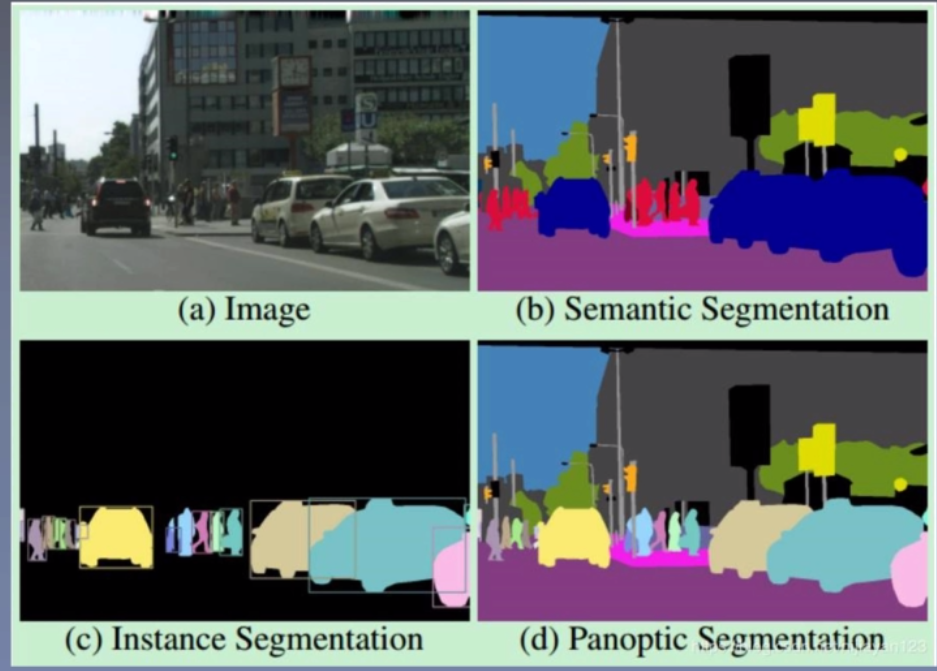 S
U
(a) Image
(b) Semantic Segmentation
(c) Instance Segmentation
(d) Panoptic Segmentation